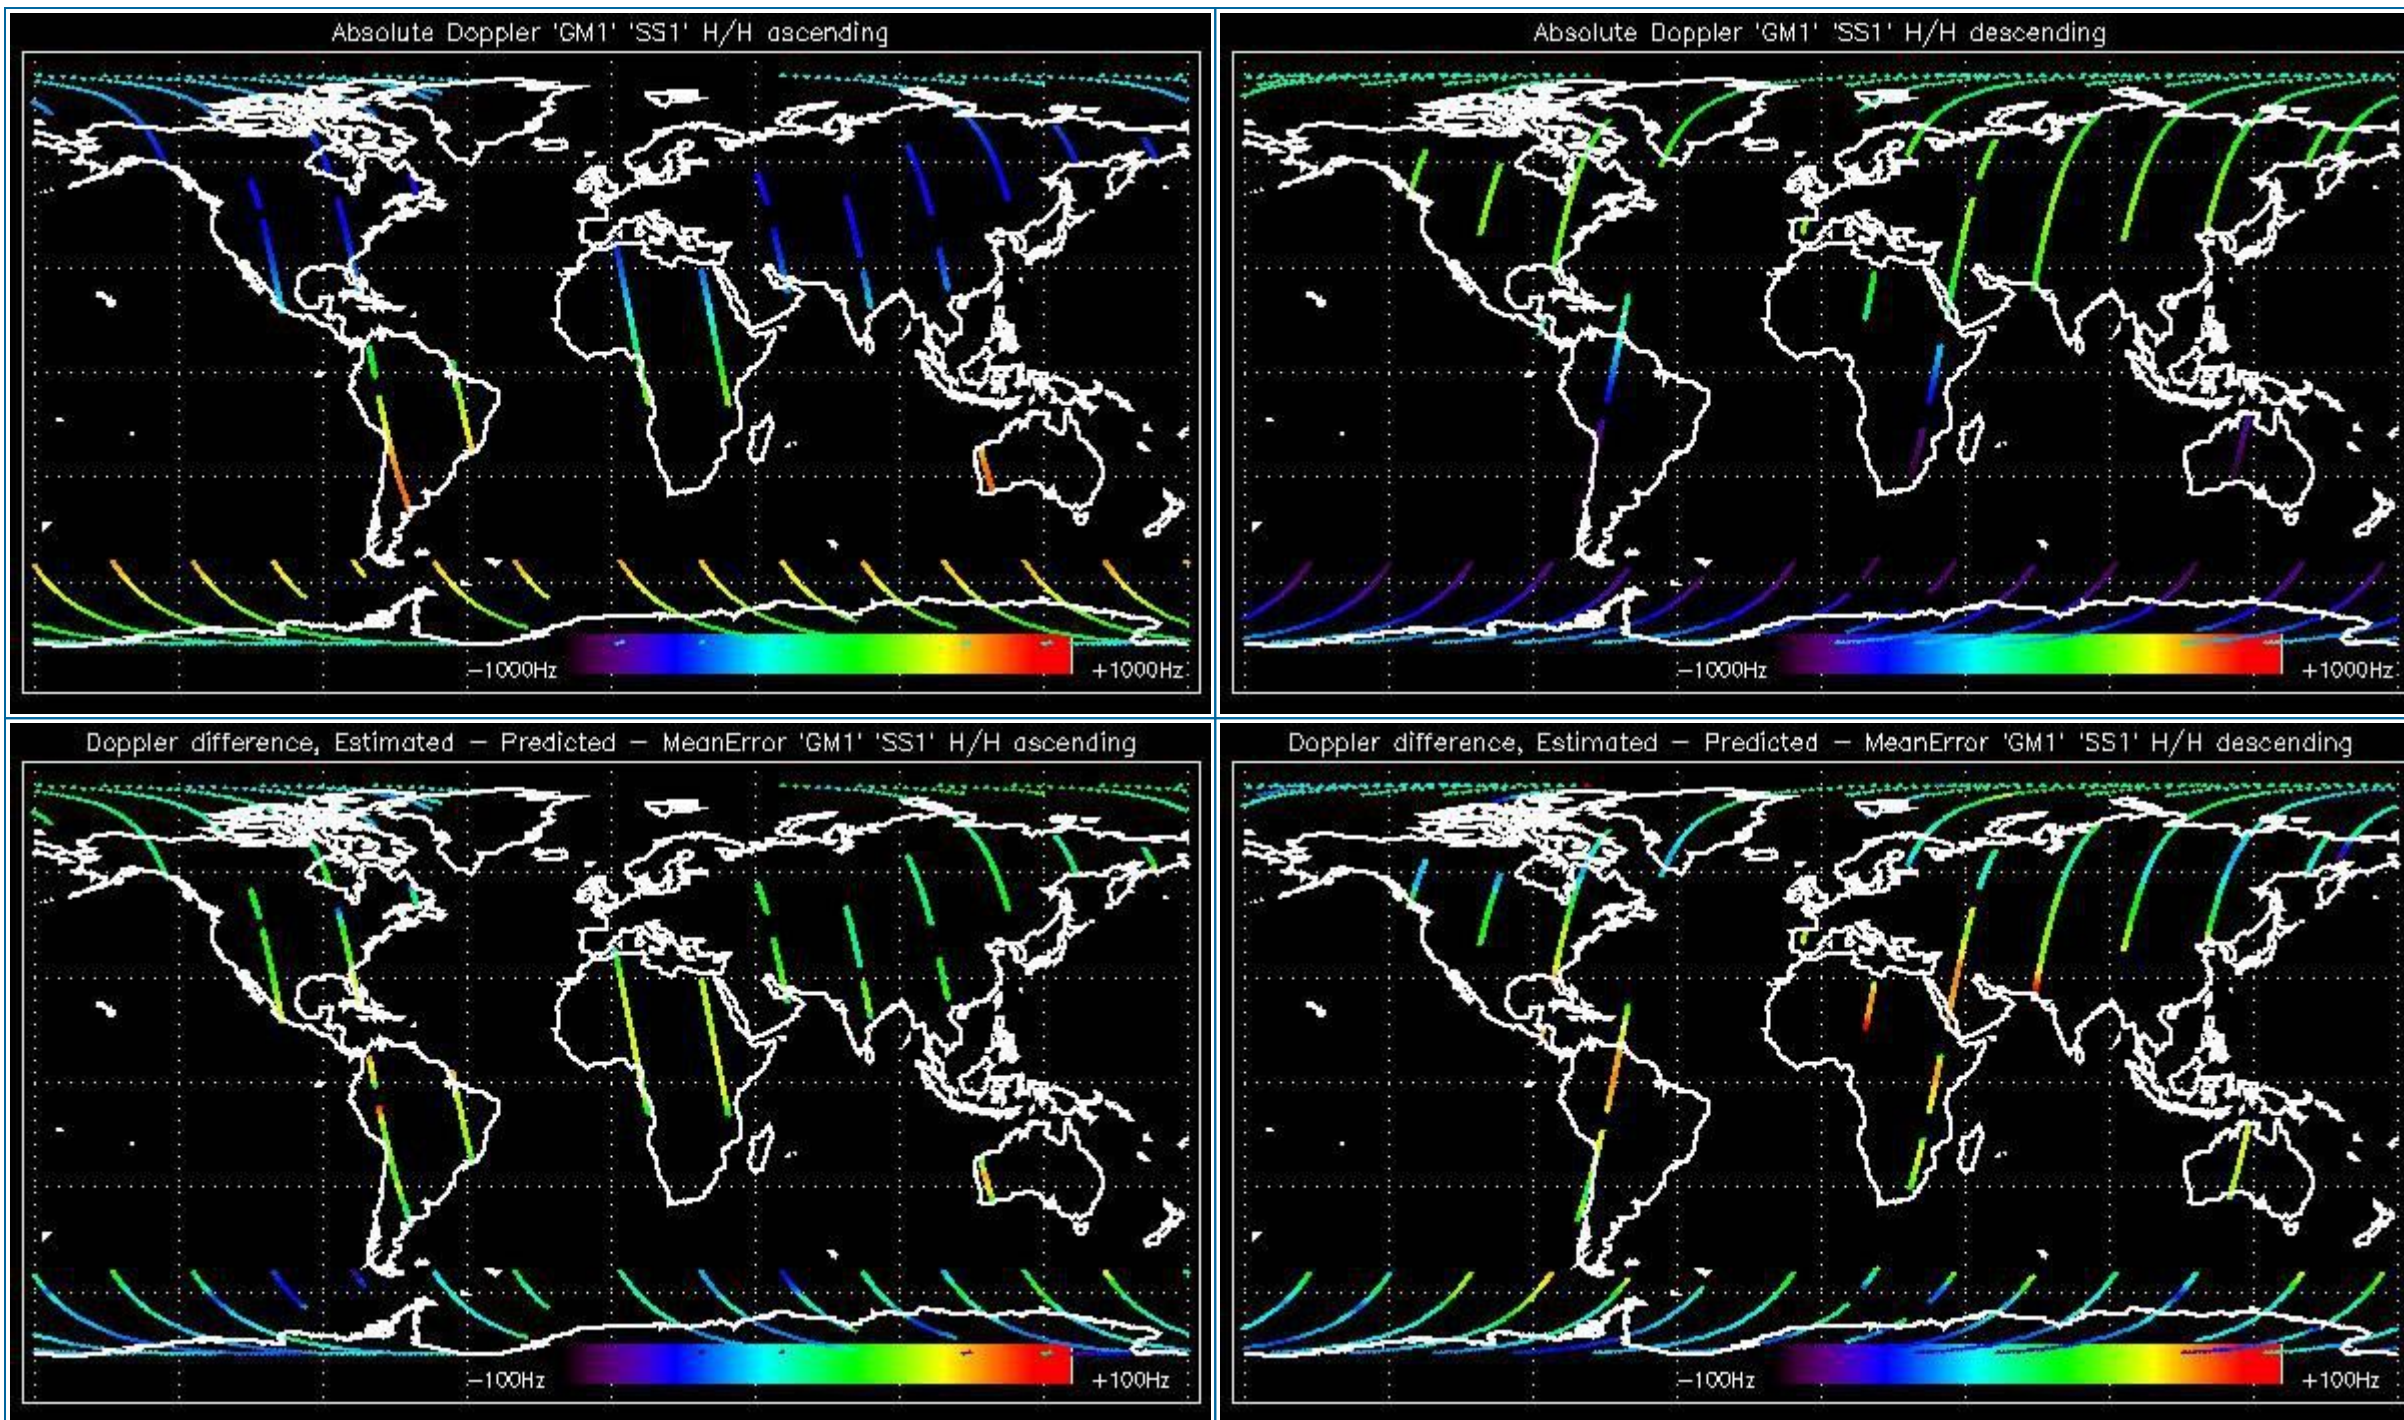 Absolute Doppler 'GM1' 'SS1' H/H ascending
−1000Hz
+1000Hz
Absolute Doppler 'GM1' 'SS1' H/H descending
−1000Hz
+1000Hz
Doppler difference, Estimated − Predicted − MeanError 'GM1' 'SS1' H/H ascending
−100Hz
+100Hz
Doppler difference, Estimated − Predicted − MeanError 'GM1' 'SS1' H/H descending
−100Hz
+100Hz